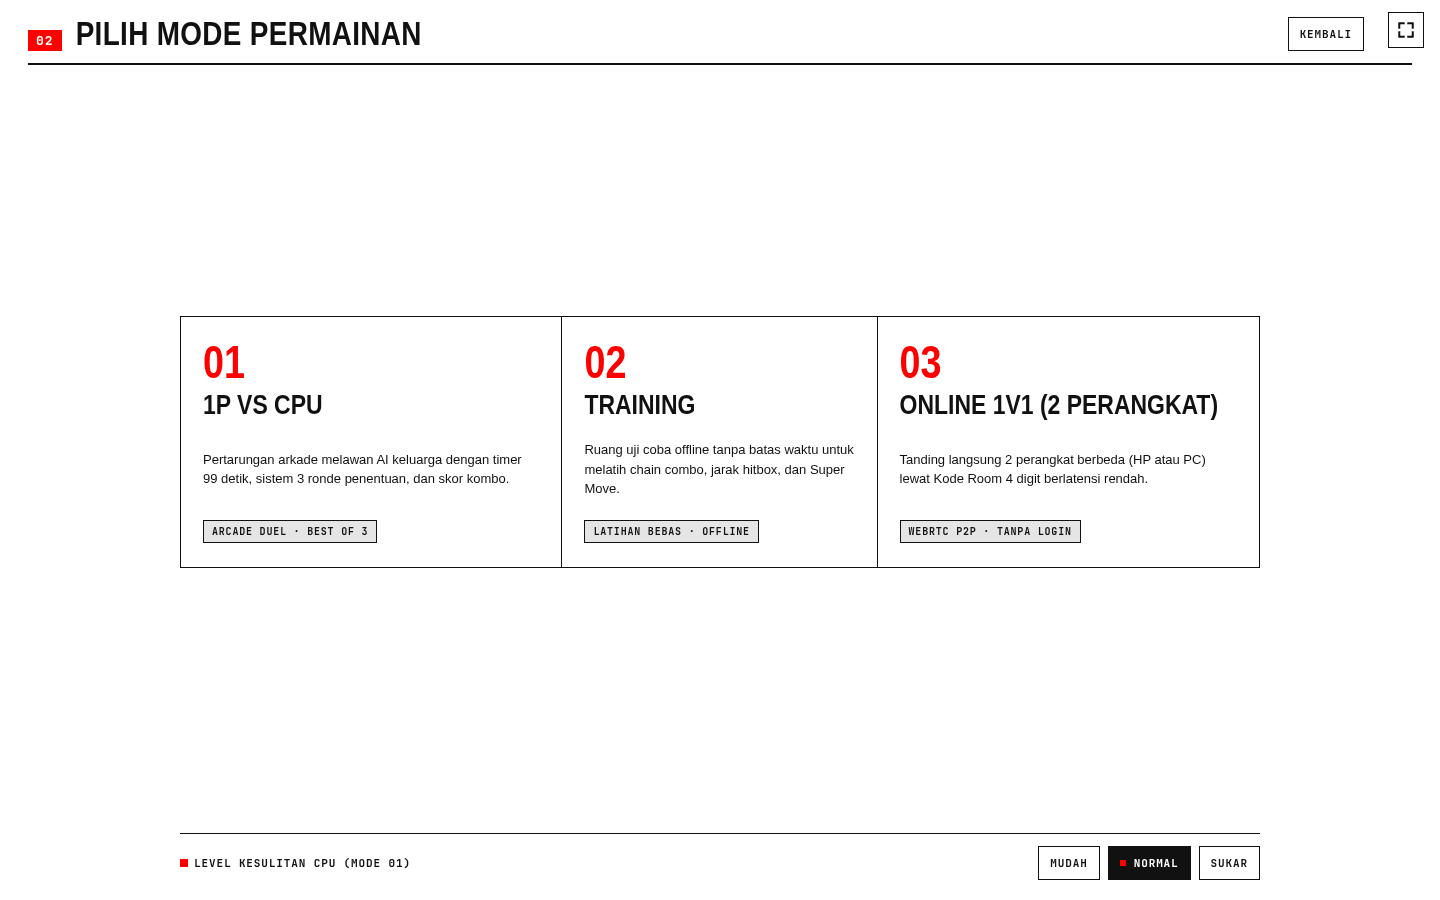 02 PILIH MODE PERMAINAN
KEMBALI
01
1P VS CPU
Pertarungan arkade melawan AI keluarga dengan timer
99 detik, sistem 3 ronde penentuan, dan skor kombo.
ARCADE DUEL · BEST OF 3
02
TRAINING
Ruang uji coba offline tanpa batas waktu untuk
melatih chain combo, jarak hitbox, dan Super
Move.
LATIHAN BEBAS · OFFLINE
03
ONLINE 1V1 (2 PERANGKAT)
Tanding langsung 2 perangkat berbeda (HP atau PC)
lewat Kode Room 4 digit berlatensi rendah.
WEBRTC P2P · TANPA LOGIN
LEVEL KESULITAN CPU (MODE 01)
MUDAH
NORMAL
SUKAR